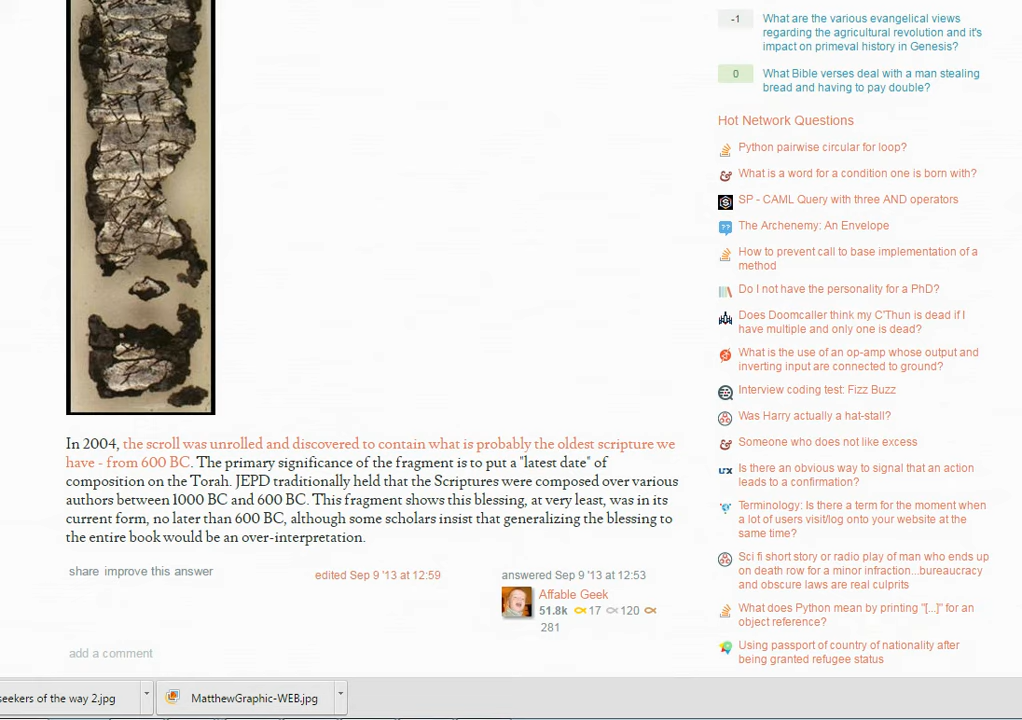 In 2004, the scroll was unrolled and discovered to contain what is probably the oldest scripture we
have - from 600 BC. The primary significance of the fragment is to put a "latest date" of
composition on the Torah. JEPD traditionally held that the Scriptures were composed over various
authors between 1000 BC and 600 BC. This fragment shows this blessing, at very least, was in its
current form, no later than 600 BC, although some scholars insist that generalizing the blessing to
the entire book would be an over-interpretation.
share improve this answer
edited Sep 9 '13 at 12:59
answered Sep 9 '13 at 12:53
Affable Geek
51.8k 17 120
281
add a comment
-1
What are the various evangelical views
regarding the agricultural revolution and it's
impact on primeval history in Genesis?
0
What Bible verses deal with a man stealing
bread and having to pay double?
Hot Network Questions
Python pairwise circular for loop?
What is a word for a condition one is born with?
SP - CAML Query with three AND operators
The Archenemy: An Envelope
How to prevent call to base implementation of a
method
Do I not have the personality for a PhD?
Does Doomcaller think my C'Thun is dead if I
have multiple and only one is dead?
What is the use of an op-amp whose output and
inverting input are connected to ground?
Interview coding test: Fizz Buzz
Was Harry actually a hat-stall?
Someone who does not like excess
Is there an obvious way to signal that an action
leads to a confirmation?
Terminology: Is there a term for the moment when
a lot of users visit/log onto your website at the
same time?
Sci fi short story or radio play of man who ends up
on death row for a minor infraction...bureaucracy
and obscure laws are real culprits
What does Python mean by printing "[...]" for an
object reference?
Using passport of country of nationality after
being granted refugee status
seekers of the way 2.jpg
MatthewGraphic-WEB.jpg